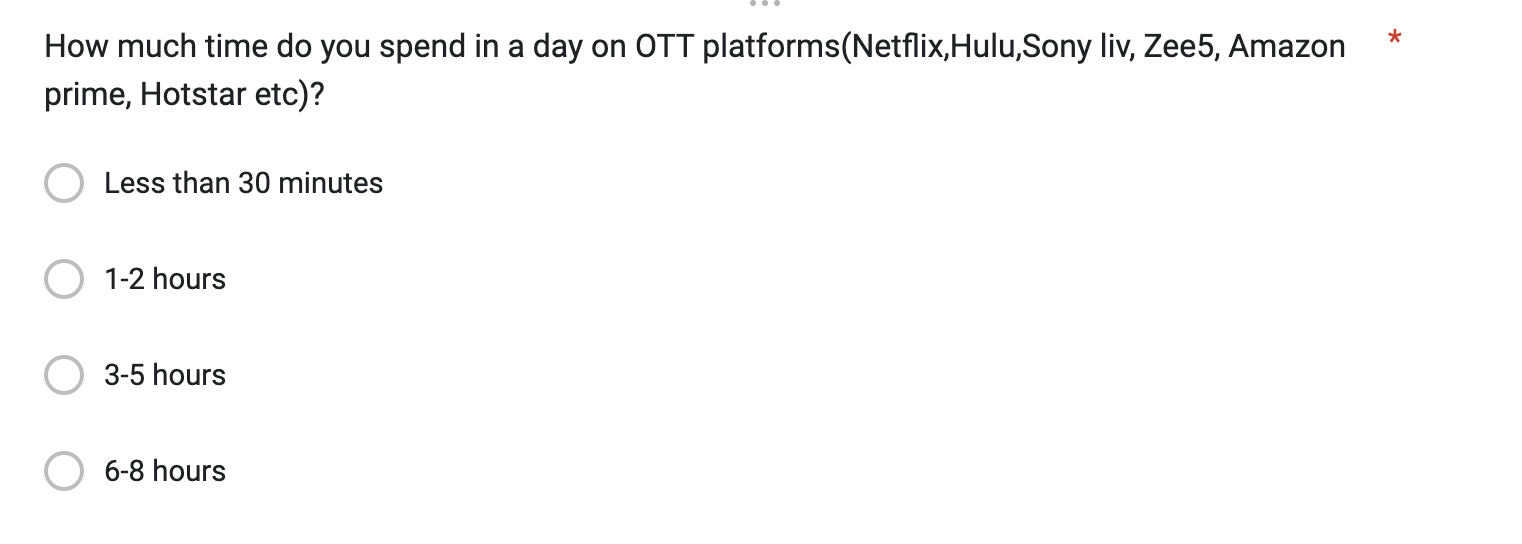 How much time do you spend in a day on OTT platforms(Netflix,Hulu,Sony liv, Zee5, Amazon *
prime, Hotstar etc)?
Less than 30 minutes
1-2 hours
3-5 hours
6-8 hours